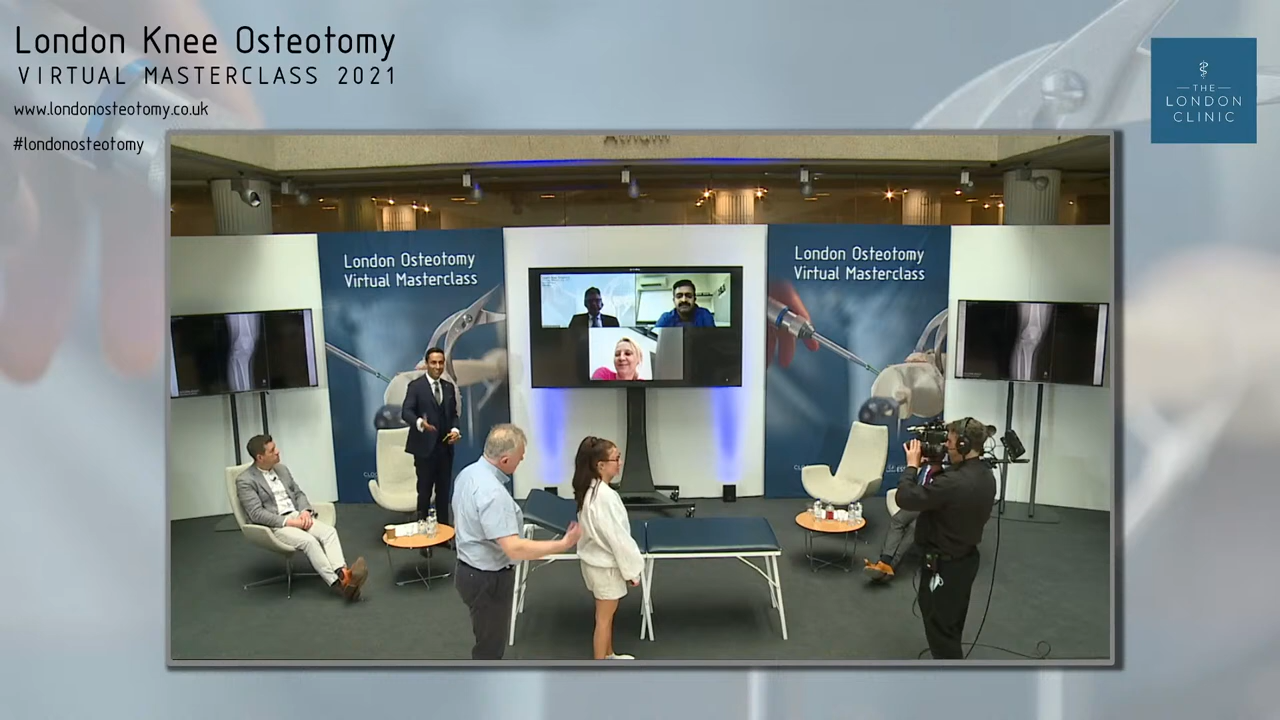 London Knee Osteotomy
VIRTUAL MASTERCLASS 2021
www.londonosteotomy.co.uk
#londonosteotomy
THE
LONDON
CLINIC
London Osteotomy
Virtual Masterclass
London Osteotomy
Virtual Masterclass